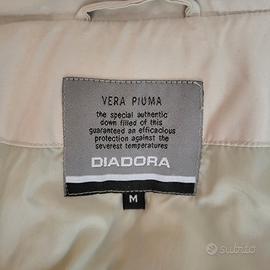 VERA PIUMA
the special authentic
down filled of this
guaranteed an efficacious
protection against the
severest temperatures
DIADORA
M
subito